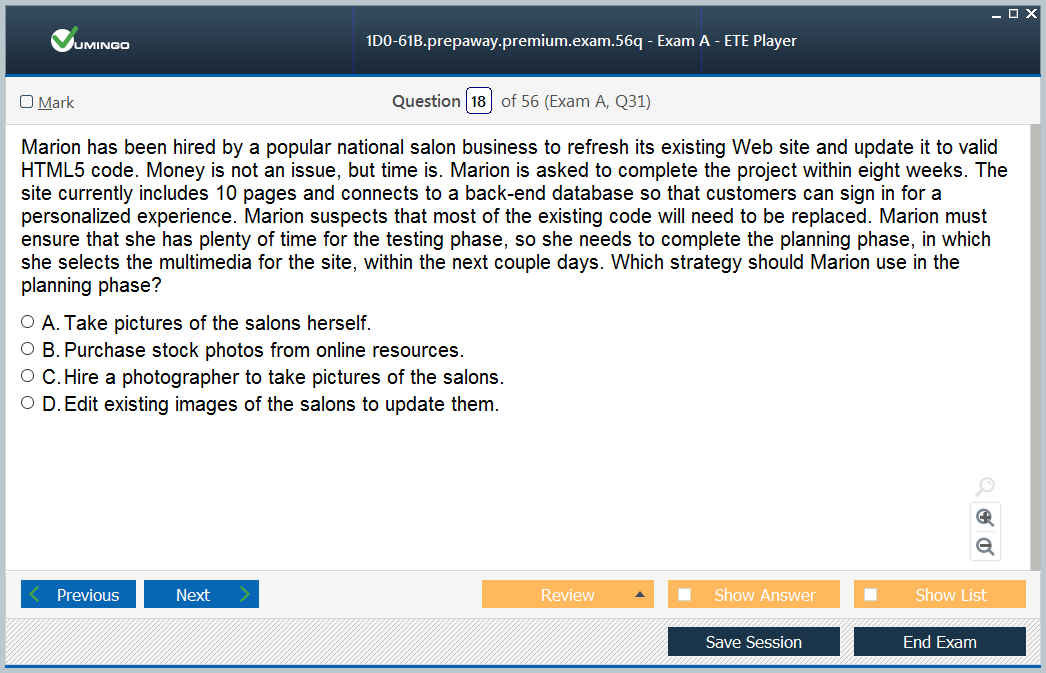 VUMINGO
1D0-61B.prepaway.premium.exam.56q - Exam A - ETE Player
Mark
Question 18 of 56 (Exam A, Q31)
Marion has been hired by a popular national salon business to refresh its existing Web site and update it to valid
HTML5 code. Money is not an issue, but time is. Marion is asked to complete the project within eight weeks. The
site currently includes 10 pages and connects to a back-end database so that customers can sign in for a
personalized experience. Marion suspects that most of the existing code will need to be replaced. Marion must
ensure that she has plenty of time for the testing phase, so she needs to complete the planning phase, in which
she selects the multimedia for the site, within the next couple days. Which strategy should Marion use in the
planning phase?
A. Take pictures of the salons herself.
B. Purchase stock photos from online resources.
C. Hire a photographer to take pictures of the salons.
D. Edit existing images of the salons to update them.
Previous
Next
Review
Show Answer
Show List
Save Session
End Exam